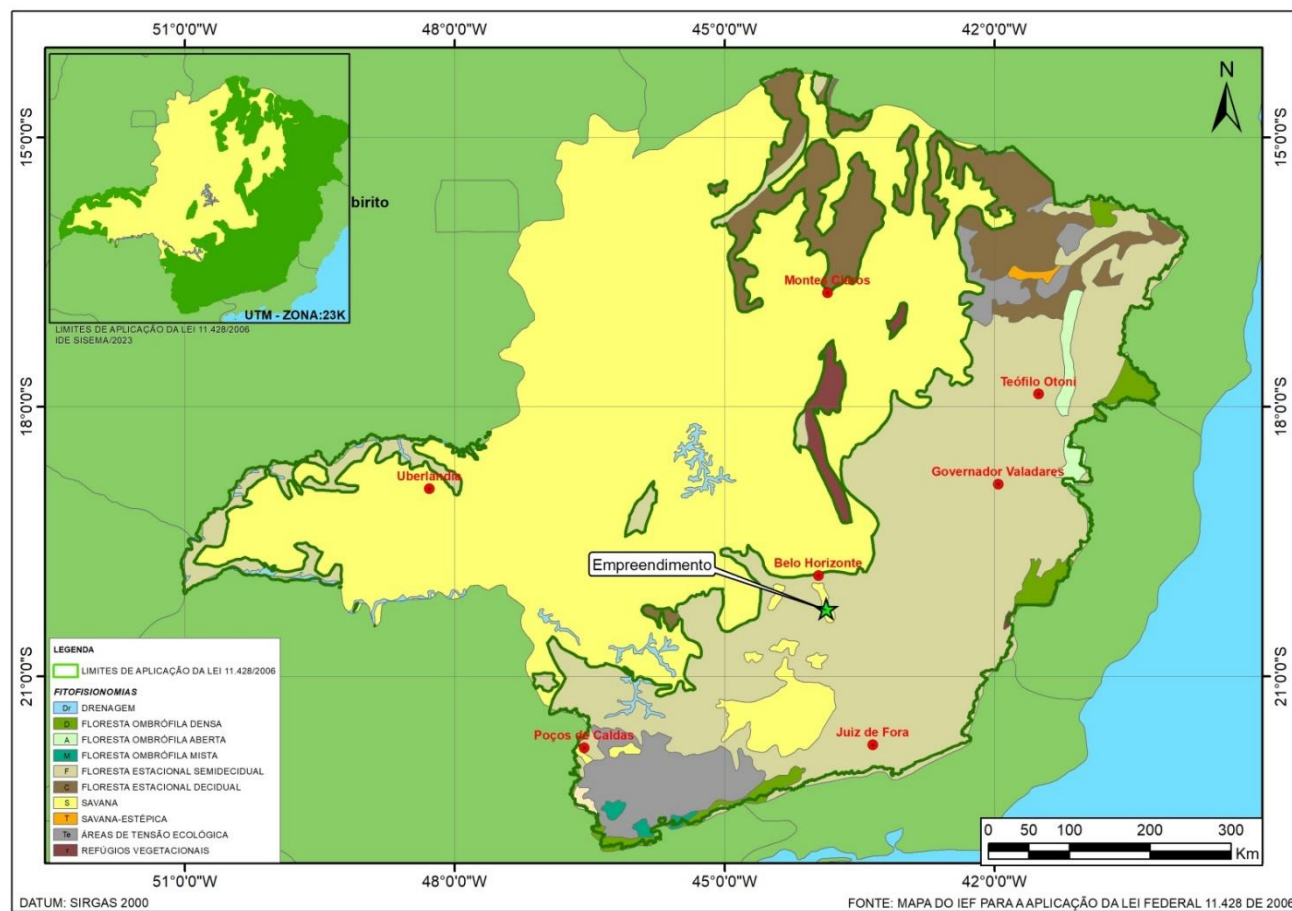 51°0'0"W
48°0'0"W
45°0'0"W
42°0'0"W
N
15°0'0"S
15°0'0"S
birito
UTM - ZONA:23K
LIMITES DE APLICAÇÃO DA LEI 11.428/2006
IDE SISEMA/2023
Montes Claros
Teófilo Otoni
18°0'0"S
18°0'0"S
Uberlândia
Governador Valadares
Belo Horizonte
Empreendimento
21°0'0"S
21°0'0"S
Poços de Caldas
Juiz de Fora
LEGENDA
LIMITES DE APLICAÇÃO DA LEI 11.428/2006
FITOFISIONOMIAS
Dr DRENAGEM
D FLORESTA OMBRÓFILA DENSA
A FLORESTA OMBRÓFILA ABERTA
M FLORESTA OMBRÓFILA MISTA
F FLORESTA ESTACIONAL SEMIDECIDUAL
C FLORESTA ESTACIONAL DECIDUAL
S SAVANA
T SAVANA-ESTÉPICA
Te ÁREAS DE TENSÃO ECOLÓGICA
r REFÚGIOS VEGETACIONAIS
0 50 100 200 300
Km
51°0'0"W
48°0'0"W
45°0'0"W
42°0'0"W
DATUM: SIRGAS 2000
FONTE: MAPA DO IEF PARA A APLICAÇÃO DA LEI FEDERAL 11.428 DE 2006